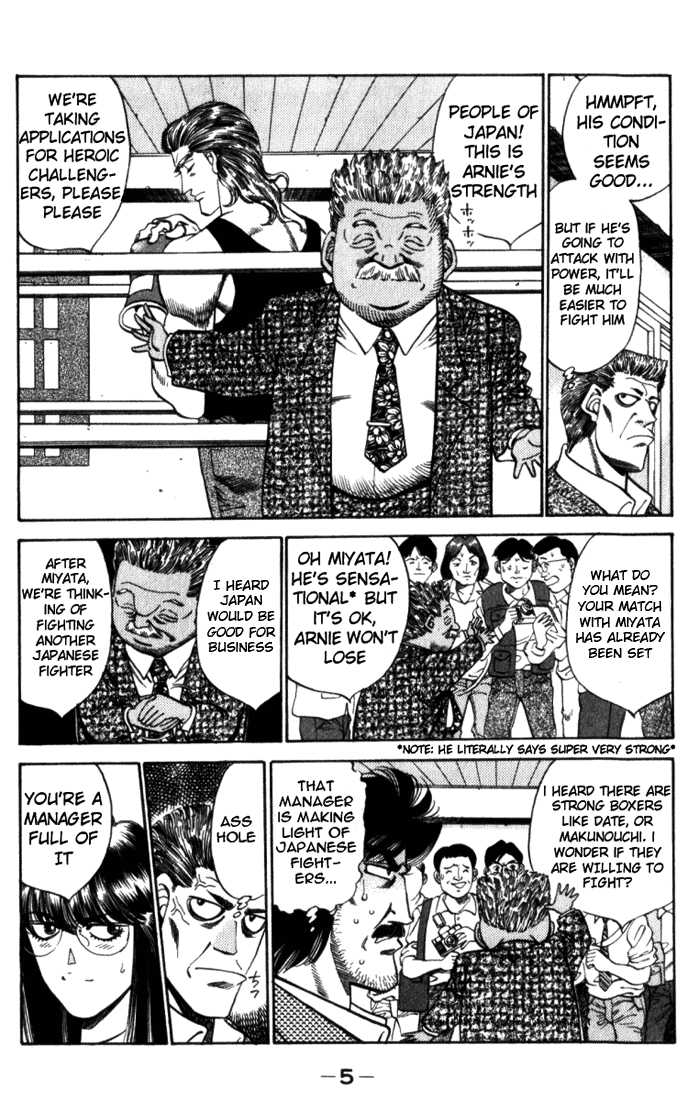 HMMPFT,
HIS CONDI-
TION
SEEMS
GOOD...
BUT IF HE'S
GOING TO
ATTACK WITH
POWER, IT'LL
BE MUCH
EASIER TO
FIGHT HIM
PEOPLE OF
JAPAN!
THIS IS
ARNIE'S
STRENGTH
ホッ
ホッ
WE'RE
TAKING
APPLICATIONS
FOR HEROIC
CHALLENG-
ERS, PLEASE
PLEASE
WHAT DO
YOU MEAN?
YOUR MATCH
WITH MIYATA
HAS ALREADY
BEEN SET
OH MIYATA!
HE'S SENSA-
TIONAL* BUT
IT'S OK,
ARNIE WON'T
LOSE
*NOTE: HE LITERALLY SAYS SUPER VERY STRONG*
I HEARD
JAPAN
WOULD BE
GOOD FOR
BUSINESS
AFTER
MIYATA,
WE'RE THINK-
ING OF
FIGHTING
ANOTHER
JAPANESE
FIGHTER
I HEARD THERE ARE
STRONG BOXERS
LIKE DATE, OR
MAKUNOUCHI. I
WONDER IF THEY
ARE WILLING TO
FIGHT?
THAT
MANAGER
IS MAKING
LIGHT OF
JAPANESE
FIGHT-
ERS...
ASS
HOLE
YOU'RE A
MANAGER
FULL OF
IT
—5—